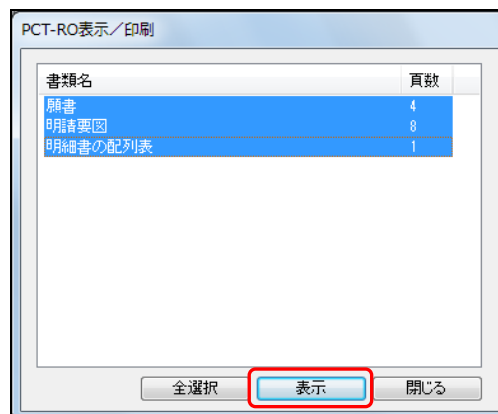 PCT-RO表示／印刷
書類名 頁数
願書 4
明請要図 8
明細書の配列表 1
全選択 表示 閉じる